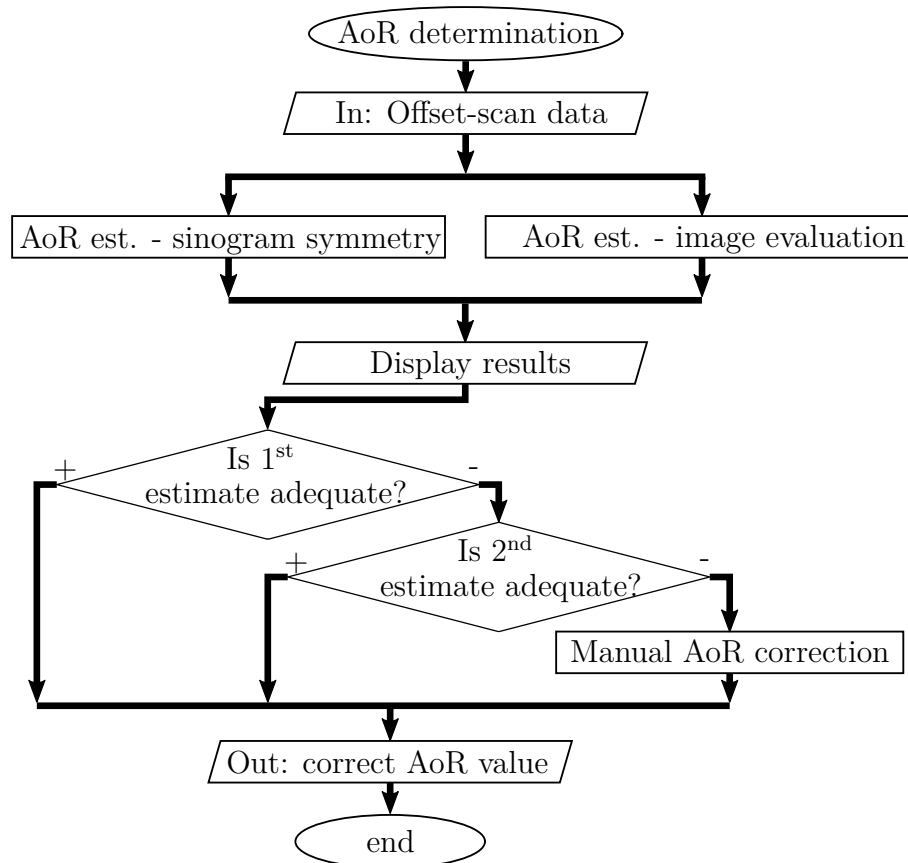 AoR determination
In: Offset-scan data
AoR est. - sinogram symmetry
AoR est. - image evaluation
Display results
+
Is 1st
-
estimate adequate?
+
Is 2nd
-
estimate adequate?
Manual AoR correction
Out: correct AoR value
end